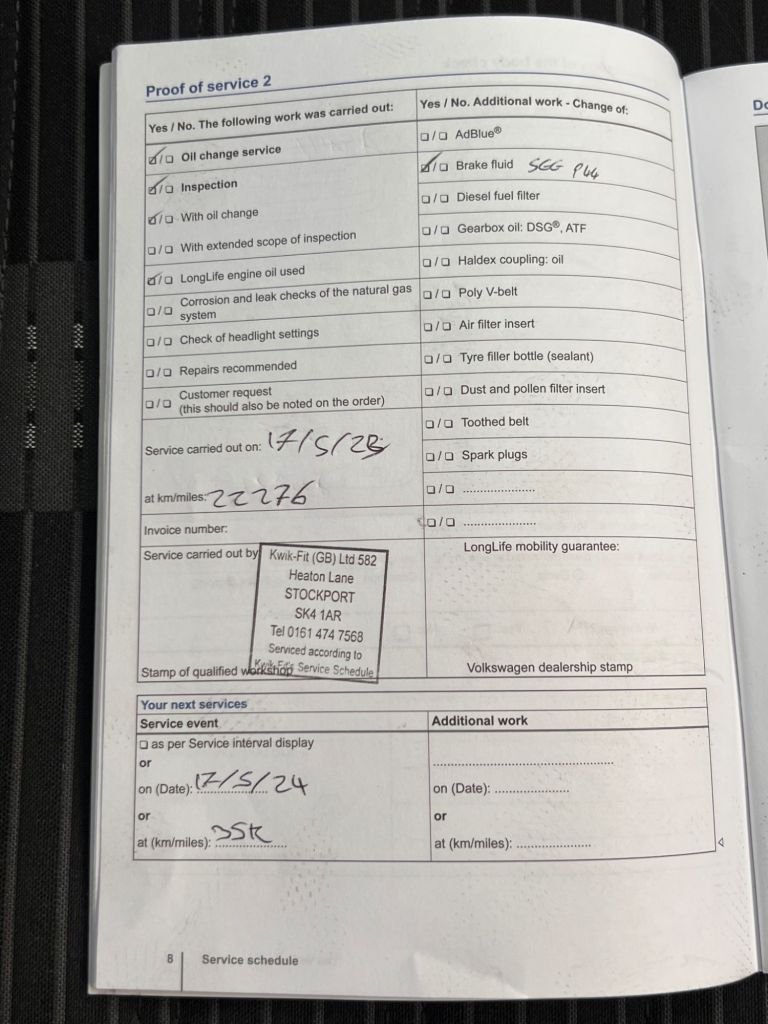 Proof of service 2
Yes / No. The following work was carried out:
☑/☐ Oil change service
☑/☐ Inspection
☑/☐ With oil change
☐/☐ With extended scope of inspection
☑/☐ LongLife engine oil used
☐/☐ Corrosion and leak checks of the natural gas
system
☐/☐ Check of headlight settings
☐/☐ Repairs recommended
☐/☐ Customer request
(this should also be noted on the order)
Service carried out on: 17/5/23
at km/miles: 22276
Invoice number:
Service carried out by
Kwik-Fit (GB) Ltd 582
Heaton Lane
STOCKPORT
SK4 1AR
Tel 0161 474 7568
Serviced according to
Kwik-Fit's Service Schedule
Stamp of qualified workshop
Yes / No. Additional work - Change of:
☐/☐ AdBlue®
☑/☐ Brake fluid SEE P44
☐/☐ Diesel fuel filter
☐/☐ Gearbox oil: DSG®, ATF
☐/☐ Haldex coupling: oil
☐/☐ Poly V-belt
☐/☐ Air filter insert
☐/☐ Tyre filler bottle (sealant)
☐/☐ Dust and pollen filter insert
☐/☐ Toothed belt
☐/☐ Spark plugs
☐/☐ ....................
☐/☐ ....................
LongLife mobility guarantee:
Volkswagen dealership stamp
Your next services
Service event
☐ as per Service interval display
or
on (Date): 17/5/24
or
at (km/miles): 35K
Additional work
on (Date): ....................
or
at (km/miles): ....................
8 Service schedule